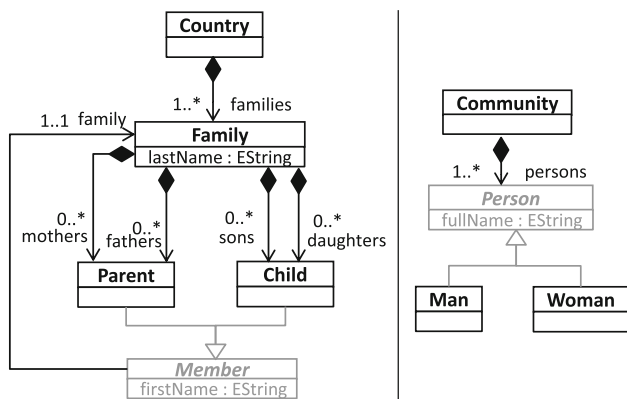 Country
1..* families
1..1 family
Family
lastName : EString
0..* mothers
0..* fathers
0..* sons
0..* daughters
Parent
Child
Member
firstName : EString
Community
1..* persons
Person
fullName : EString
Man
Woman